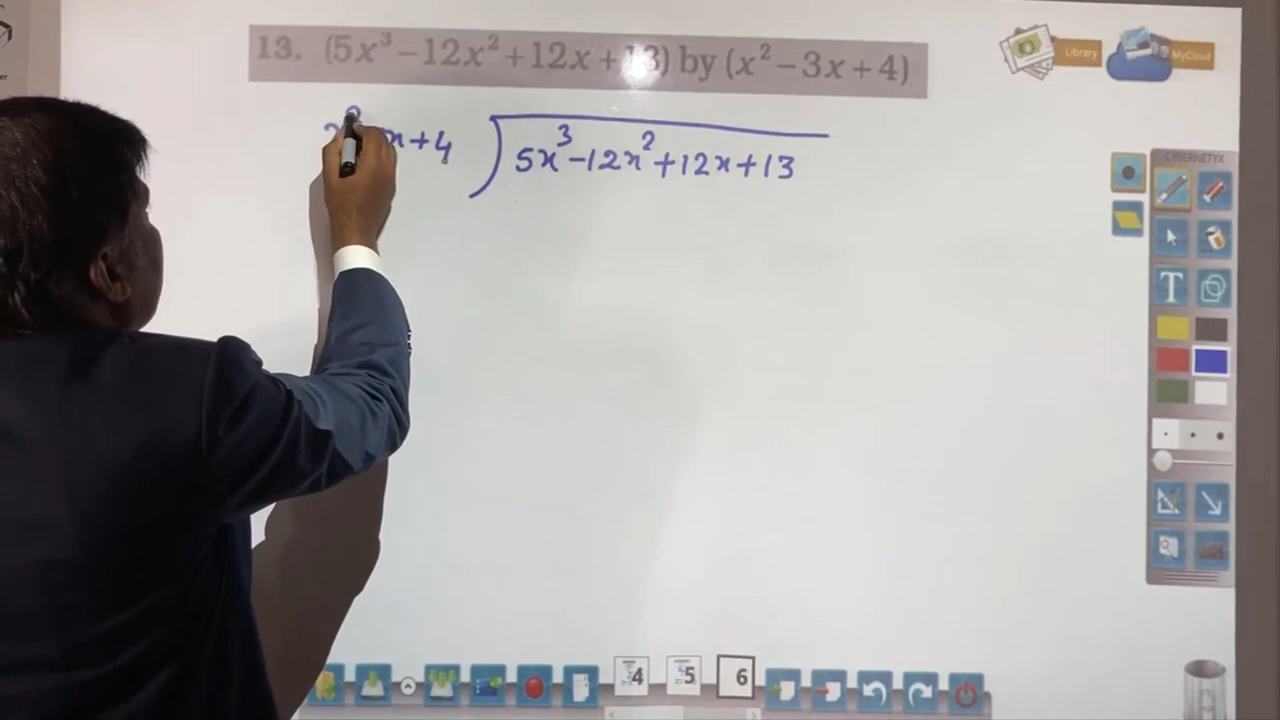 13. (5x³−12x²+12x+13) by (x²−3x+4)
Library
MyCloud
x+4 ) 5x³-12x²+12x+13
CYBERNETYX
T
4 5 6